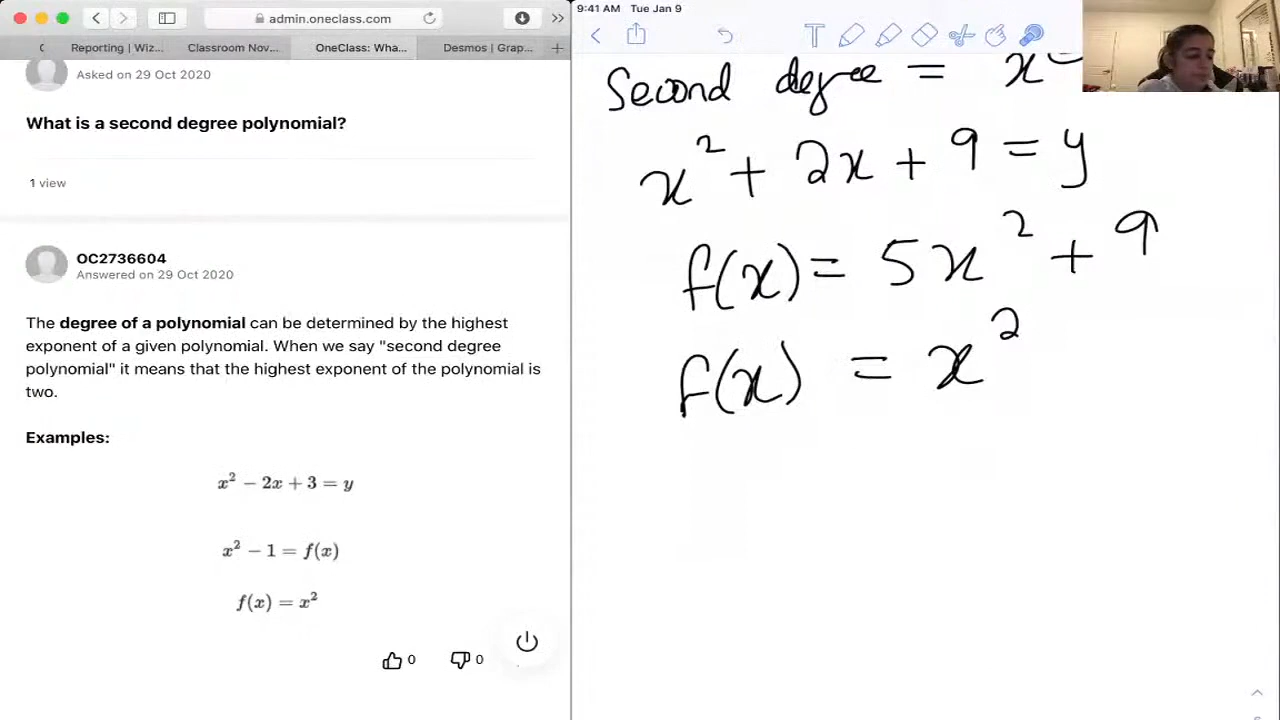 admin.oneclass.com
Reporting | Wiz...
Classroom Nov...
OneClass: Wha...
Desmos | Grap...
Asked on 29 Oct 2020
What is a second degree polynomial?
1 view
OC2736604
Answered on 29 Oct 2020
The degree of a polynomial can be determined by the highest
exponent of a given polynomial. When we say "second degree
polynomial" it means that the highest exponent of the polynomial is
two.
Examples:
x² − 2x + 3 = y
x² − 1 = f(x)
f(x) = x²
0 0
9:41 AM Tue Jan 9
Second degree = x
x² + 2x + 9 = y
f(x) = 5x² + 9
f(x) = x²